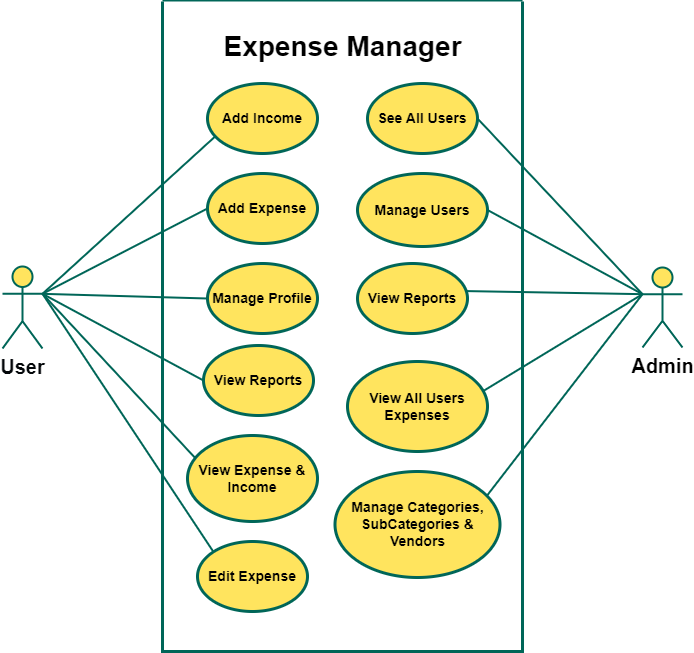 Expense Manager
Add Income
See All Users
Add Expense
Manage Users
Manage Profile
View Reports
User
Admin
View Reports
View All Users
Expenses
View Expense &
Income
Manage Categories,
SubCategories &
Vendors
Edit Expense